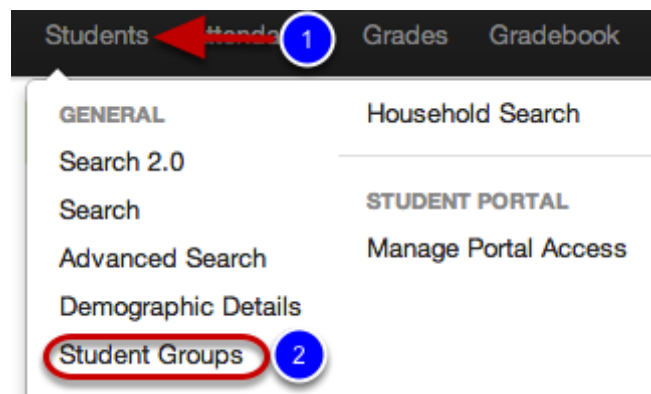 Students 1 Grades Gradebook
GENERAL
Search 2.0
Search
Advanced Search
Demographic Details
Student Groups 2
Household Search
STUDENT PORTAL
Manage Portal Access